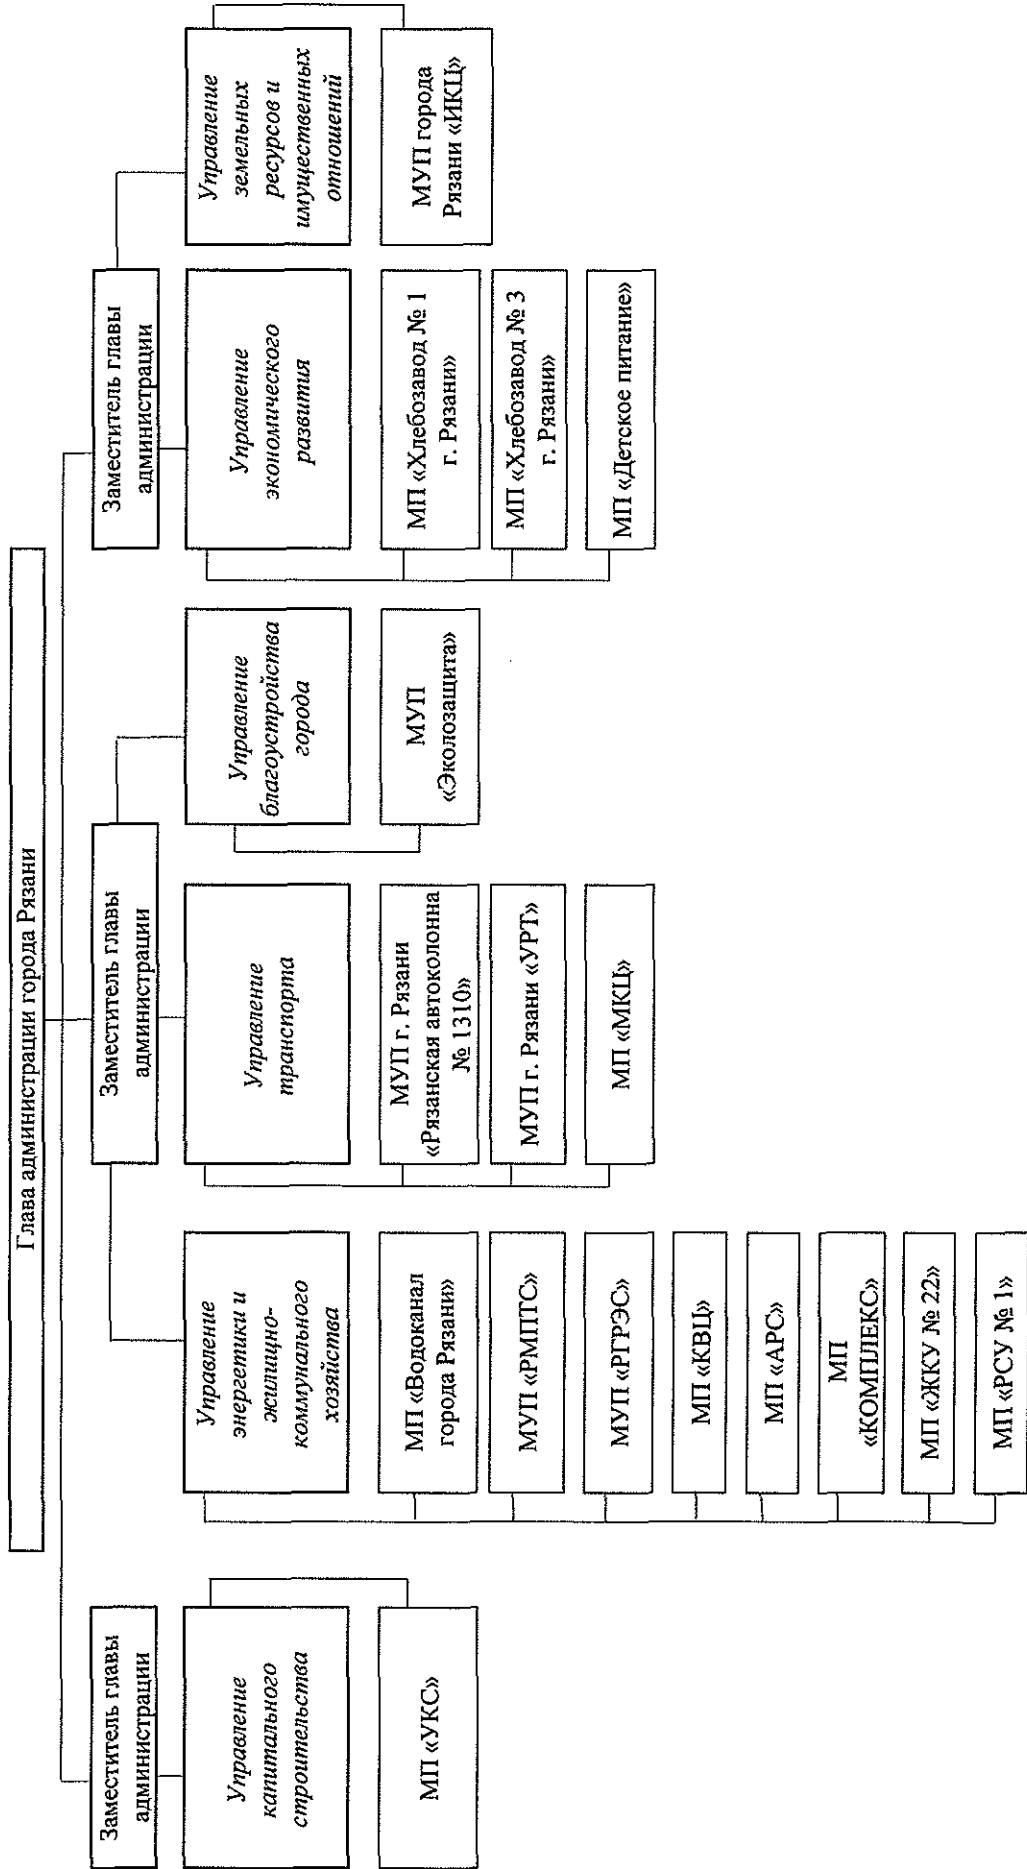 Глава администрации города Рязани
Заместитель главы
администрации
Управление
капитального
строительства
МП «УКС»
Заместитель главы
администрации
Управление
энергетики и
жилищно-
коммунального
хозяйства
МП «Водоканал
города Рязани»
МУП «РМПТС»
МУП «РГРЭС»
МП «КВЦ»
МП «АРС»
МП
«КОМПЛЕКС»
МП «ЖКУ № 22»
МП «РСУ № 1»
Управление
транспорта
МУП г. Рязани
«Рязанская автоколонна
№ 1310»
МУП г. Рязани «УРТ»
МП «МКЦ»
Управление
благоустройства
города
МУП
«Эколозащита»
Заместитель главы
администрации
Управление
экономического
развития
МП «Хлебозавод № 1
г. Рязани»
МП «Хлебозавод № 3
г. Рязани»
МП «Детское питание»
Управление
земельных
ресурсов и
имущественных
отношений
МУП города
Рязани «ИКЦ»